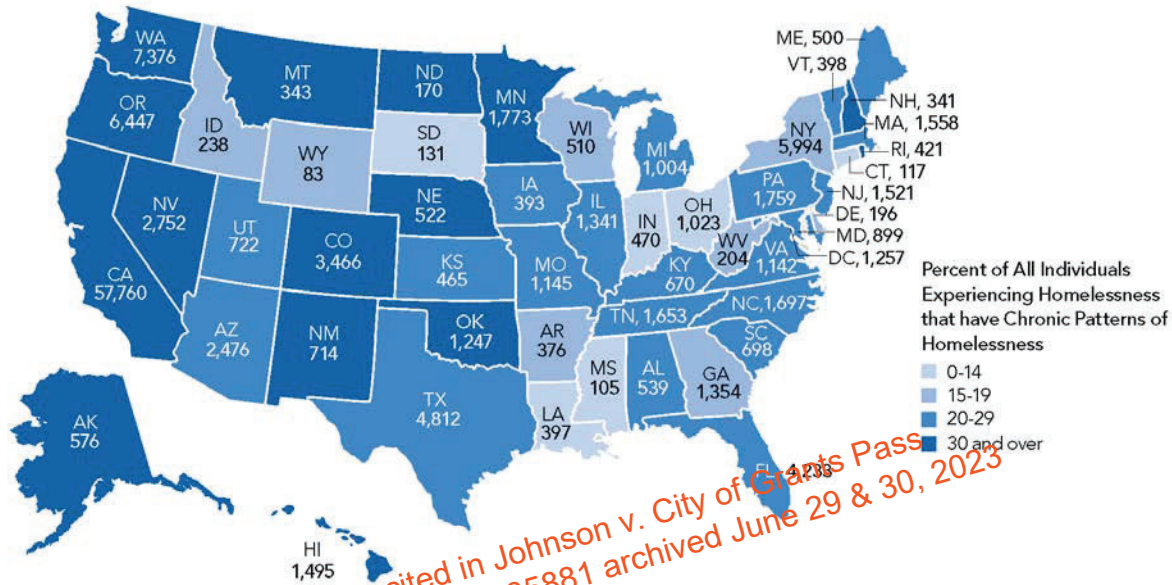 WA
7,376
OR
6,447
CA
57,760
NV
2,752
ID
238
MT
343
WY
83
UT
722
AZ
2,476
CO
3,466
NM
714
ND
170
SD
131
NE
522
KS
465
OK
1,247
TX
4,812
MN
1,773
IA
393
MO
1,145
AR
376
LA
397
WI
510
IL
1,341
MI
1,004
IN
470
OH
1,023
KY
670
TN, 1,653
MS
105
AL
539
GA
1,354
FL 4,233
SC
698
NC, 1,697
VA
1,142
WV
204
PA
1,759
NY
5,994
ME, 500
VT, 398
NH, 341
MA, 1,558
RI, 421
CT, 117
NJ, 1,521
DE, 196
MD, 899
DC, 1,257
AK
576
HI
1,495
Percent of All Individuals
Experiencing Homelessness
that have Chronic Patterns of
Homelessness
0-14
15-19
20-29
30 and over
cited in Johnson v. City of Grants Pass
archived June 29 & 30, 2023